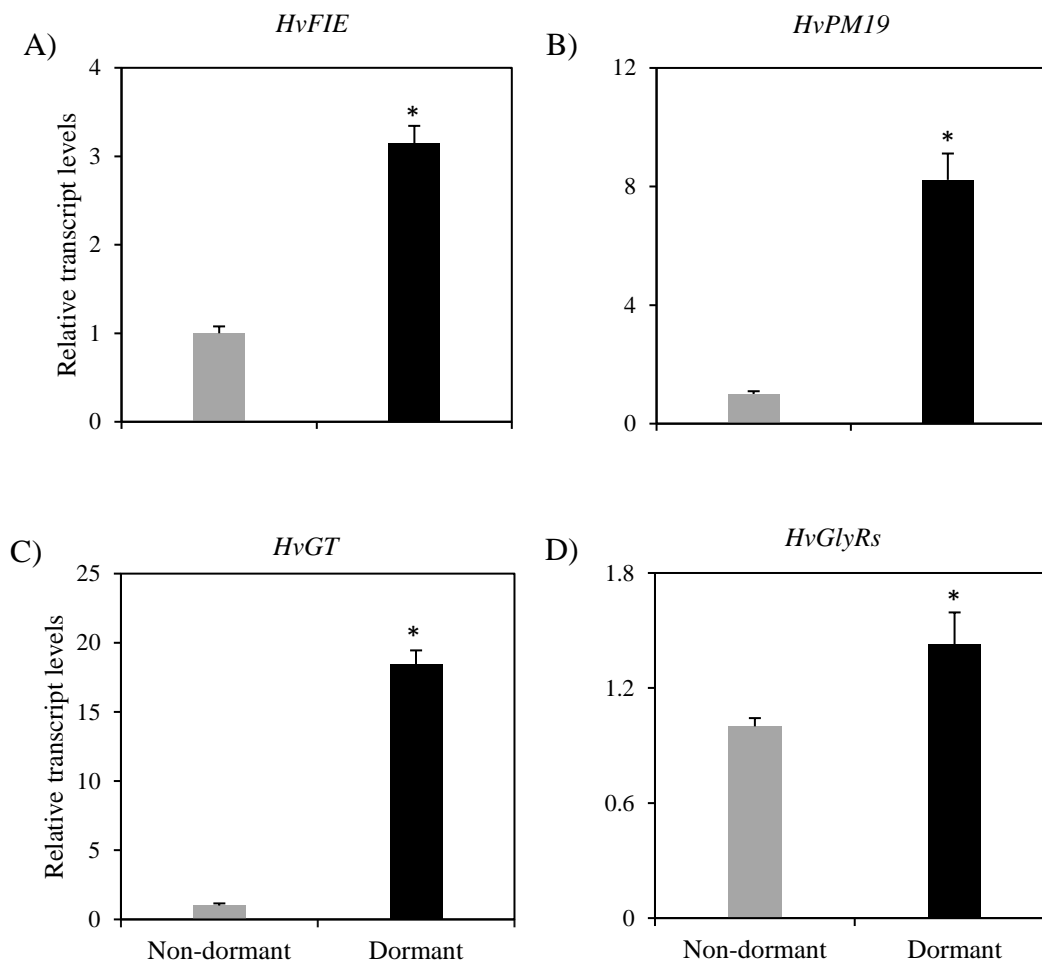 A)
HvFIE
Relative transcript levels
4
3
2
1
0
*
B)
HvPM19
12
8
4
0
*
C)
HvGT
Relative transcript levels
25
20
15
10
5
0
*
Non-dormant
Dormant
D)
HvGlyRs
1.8
1.2
0.6
0
*
Non-dormant
Dormant